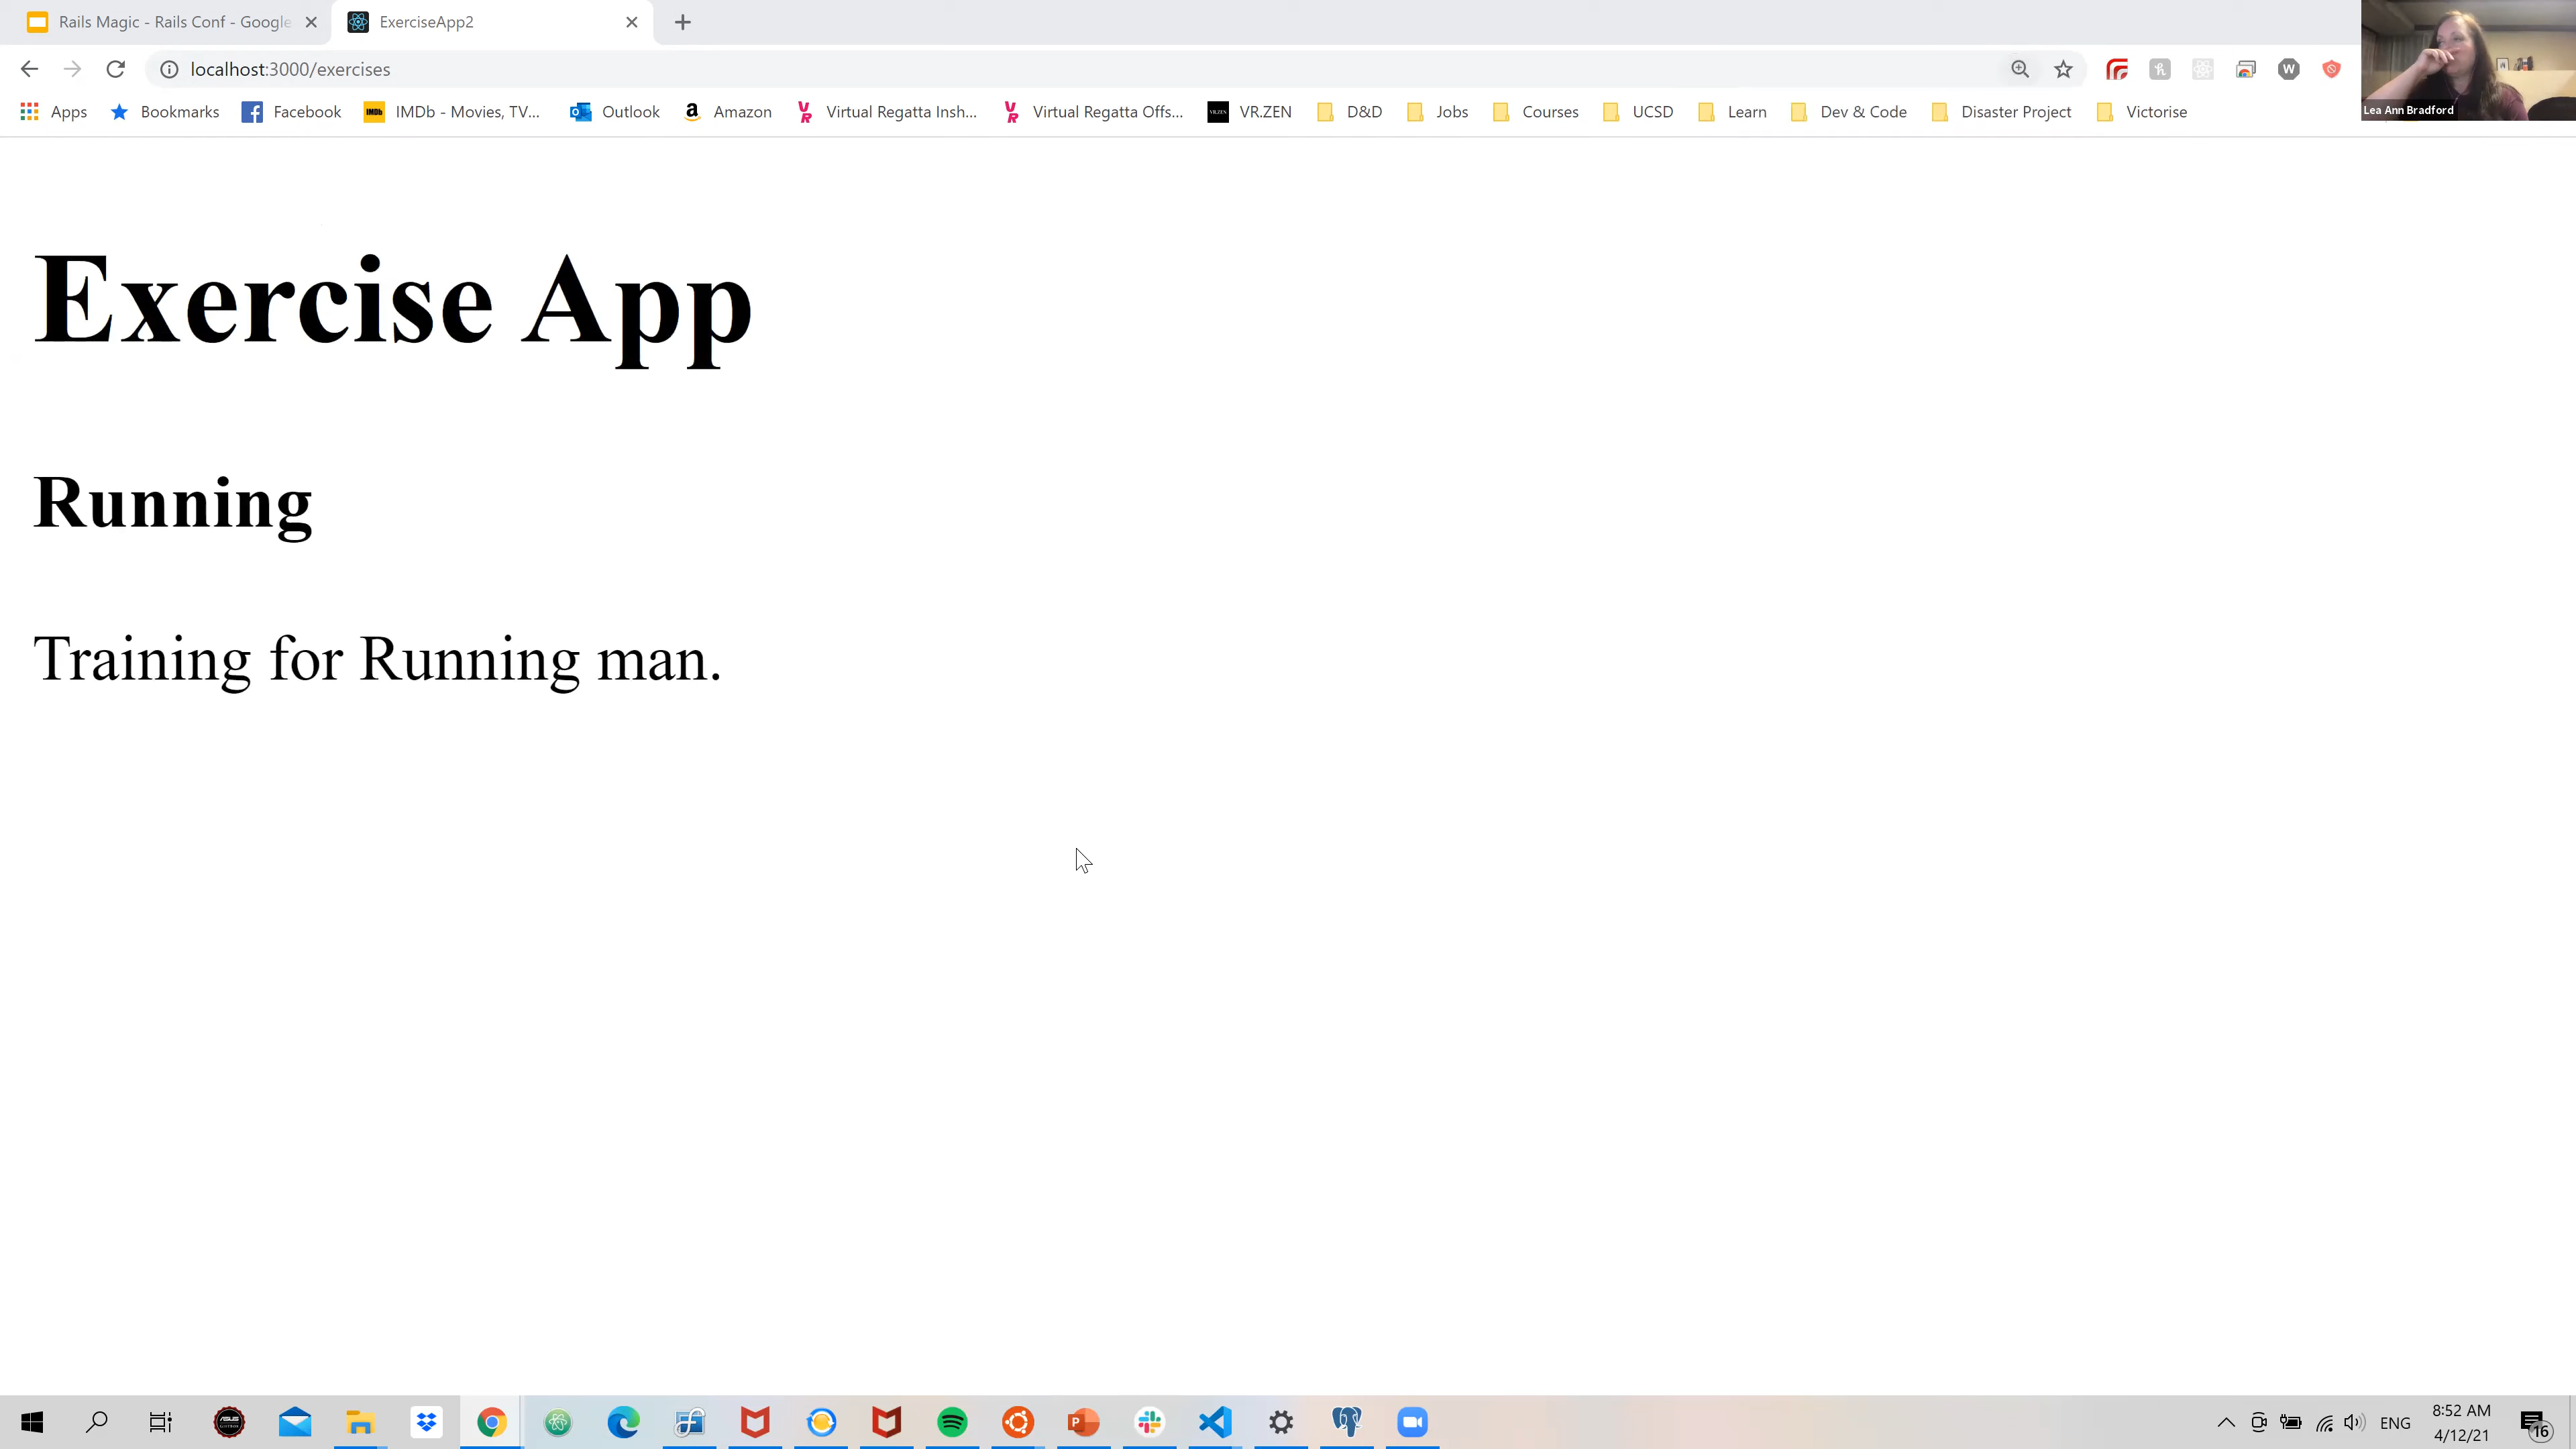 Rails Magic - Rails Conf - Google
ExerciseApp2
localhost:3000/exercises
Apps Bookmarks Facebook IMDb IMDb - Movies, TV... Outlook Amazon Virtual Regatta Insh... Virtual Regatta Offs... VR.ZEN D&D Jobs Courses UCSD Learn Dev & Code Disaster Project Victorise
Lea Ann Bradford
Exercise App
Running
Training for Running man.
ENG
8:52 AM
4/12/21
16